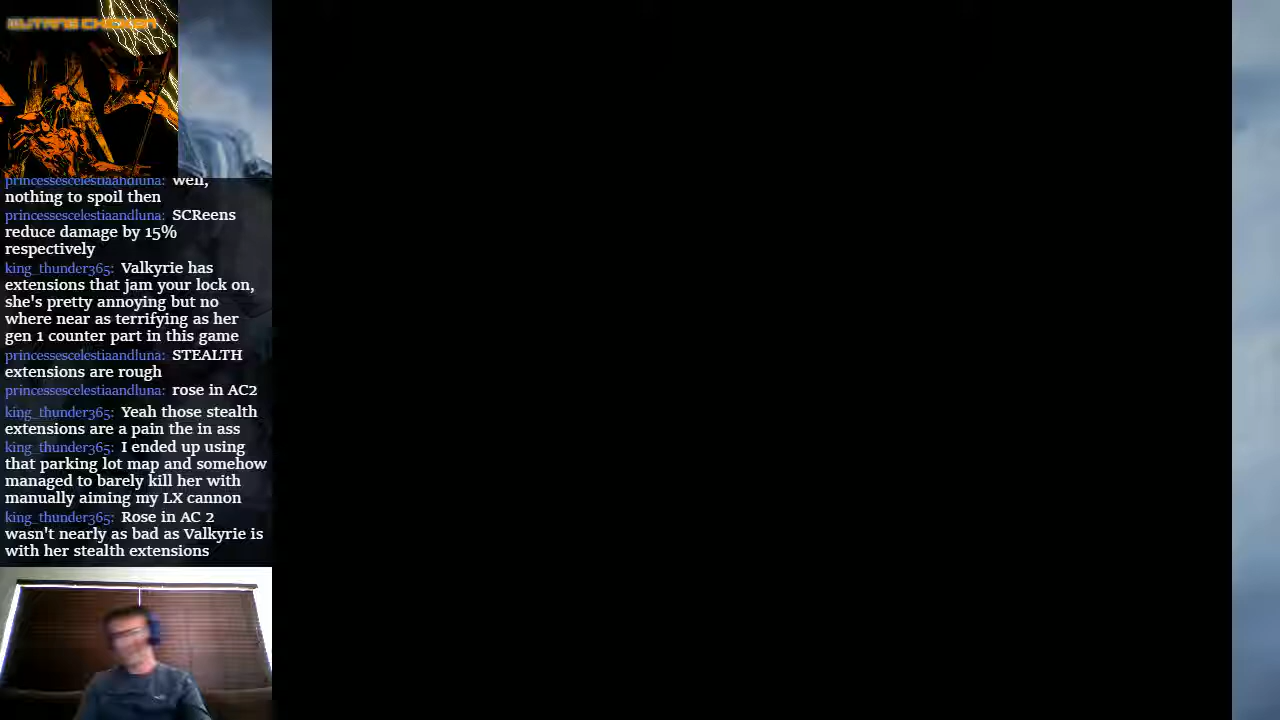 MUTANT CHICKEN
princessescelestiaandluna: well,
nothing to spoil then
princessescelestiaandluna: SCReens
reduce damage by 15%
respectively
king_thunder365: Valkyrie has
extensions that jam your lock on,
she's pretty annoying but no
where near as terrifying as her
gen 1 counter part in this game
princessescelestiaandluna: STEALTH
extensions are rough
princessescelestiaandluna: rose in AC2
king_thunder365: Yeah those stealth
extensions are a pain the in ass
king_thunder365: I ended up using
that parking lot map and somehow
managed to barely kill her with
manually aiming my LX cannon
king_thunder365: Rose in AC 2
wasn't nearly as bad as Valkyrie is
with her stealth extensions